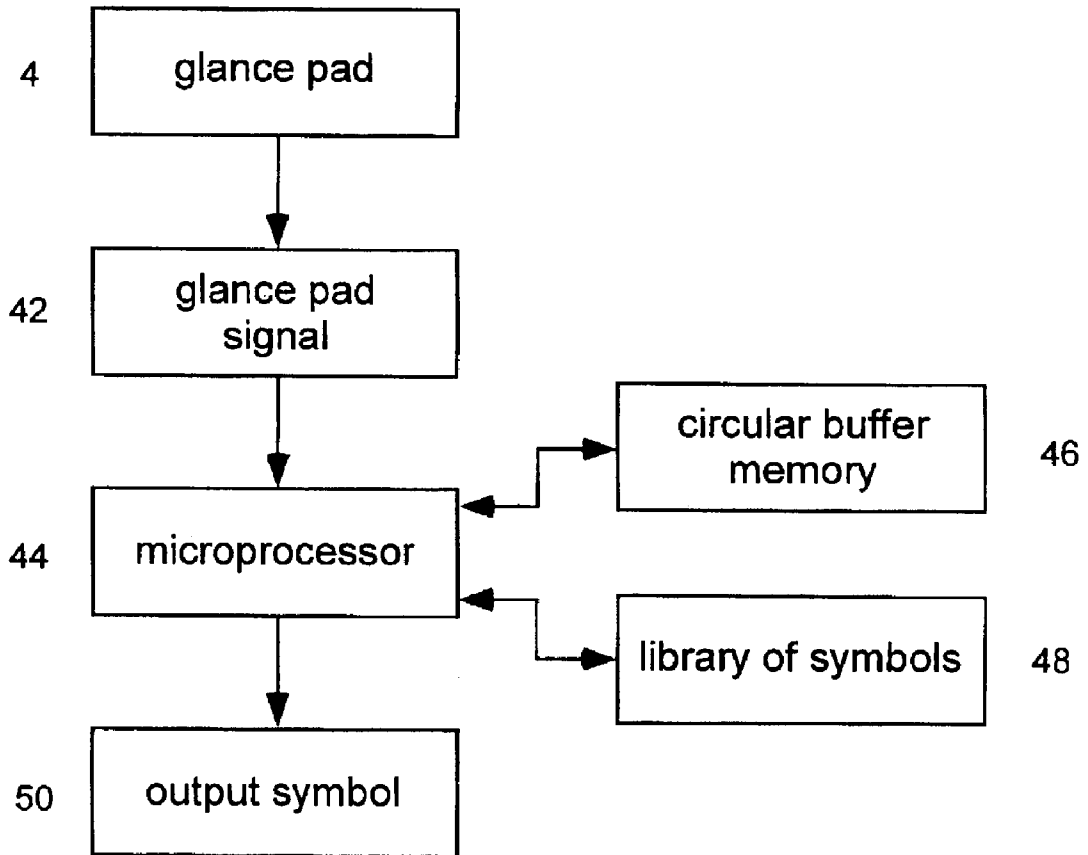 4
glance pad
42
glance pad
signal
circular buffer
memory
46
44
microprocessor
library of symbols
48
50
output symbol